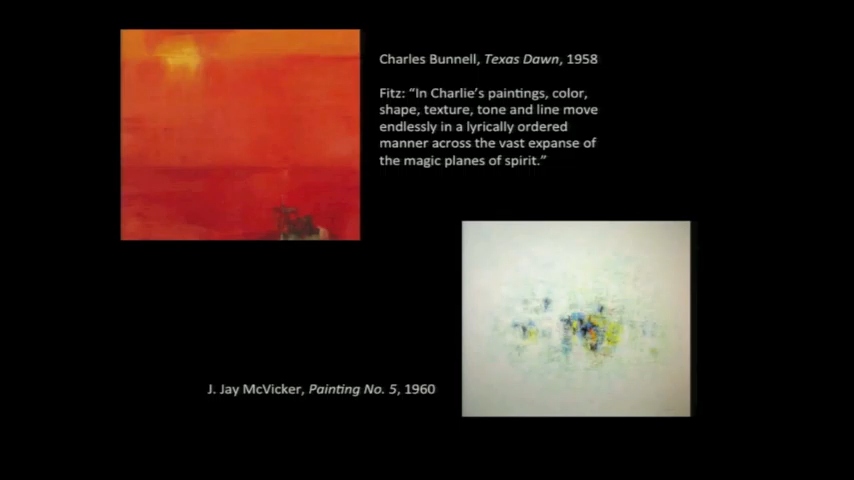 Charles Bunnell, Texas Dawn, 1958
Fitz: “In Charlie’s paintings, color,
shape, texture, tone and line move
endlessly in a lyrically ordered
manner across the vast expanse of
the magic planes of spirit.”
J. Jay McVicker, Painting No. 5, 1960